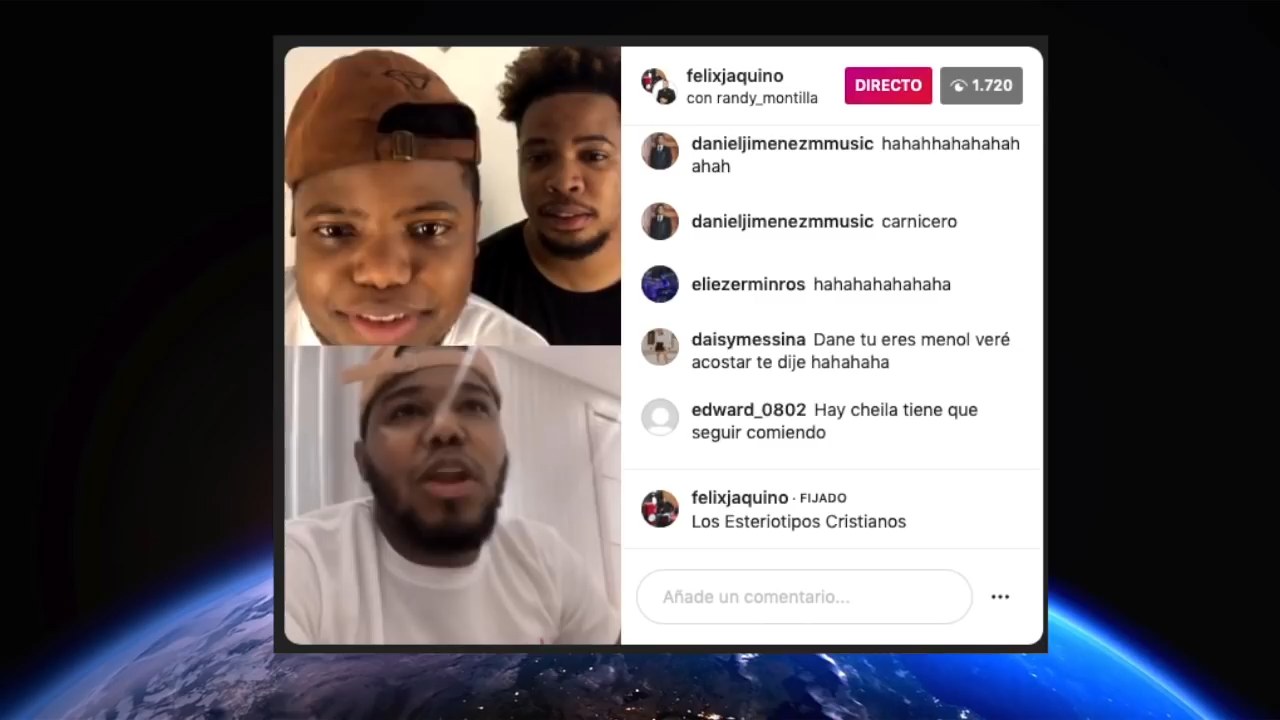 felixjaquino
con randy_montilla
DIRECTO
1.720
danieljimenezmmusic hahahhahahahah
ahah
danieljimenezmmusic carnicero
eliezerminros hahahahahahaha
daisymessina Dane tu eres menol veré
acostar te dije hahahaha
edward_0802 Hay cheila tiene que
seguir comiendo
felixjaquino · FIJADO
Los Esteriotipos Cristianos
Añade un comentario...